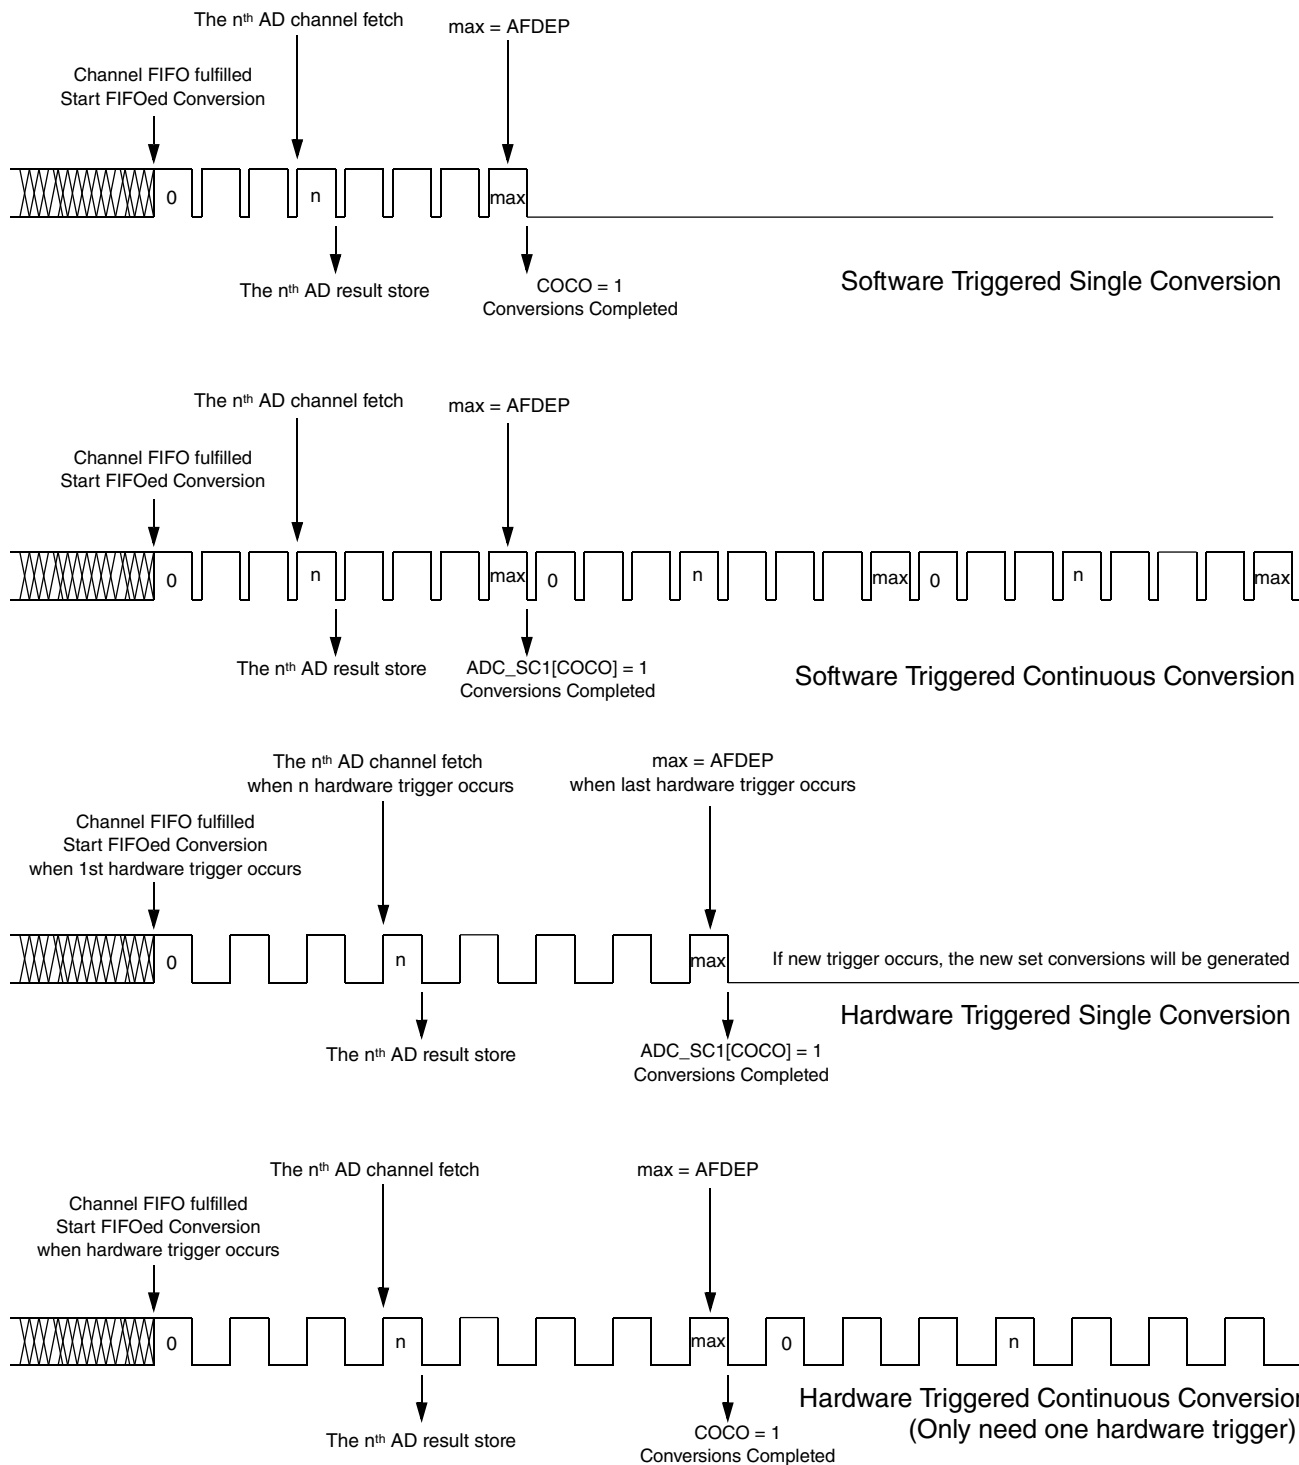 The nth AD channel fetch
max = AFDEP
Channel FIFO fulfilled
Start FIFOed Conversion
0
n
max
The nth AD result store
COCO = 1
Conversions Completed
Software Triggered Single Conversion
The nth AD channel fetch
max = AFDEP
Channel FIFO fulfilled
Start FIFOed Conversion
0
n
max
0
n
max
0
n
max
The nth AD result store
ADC_SC1[COCO] = 1
Conversions Completed
Software Triggered Continuous Conversion
The nth AD channel fetch
when n hardware trigger occurs
max = AFDEP
when last hardware trigger occurs
Channel FIFO fulfilled
Start FIFOed Conversion
when 1st hardware trigger occurs
0
n
max
If new trigger occurs, the new set conversions will be generated
Hardware Triggered Single Conversion
The nth AD result store
ADC_SC1[COCO] = 1
Conversions Completed
The nth AD channel fetch
max = AFDEP
Channel FIFO fulfilled
Start FIFOed Conversion
when hardware trigger occurs
0
n
max
0
n
Hardware Triggered Continuous Conversion
(Only need one hardware trigger)
The nth AD result store
COCO = 1
Conversions Completed